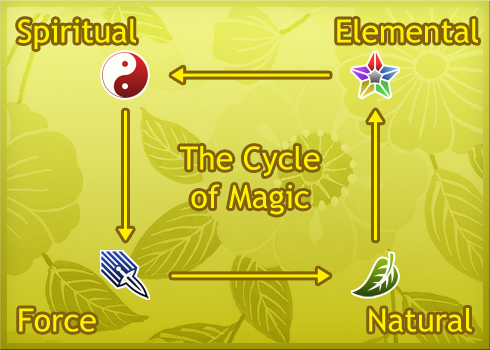 Spiritual
Elemental
The Cycle
of Magic
Force
Natural